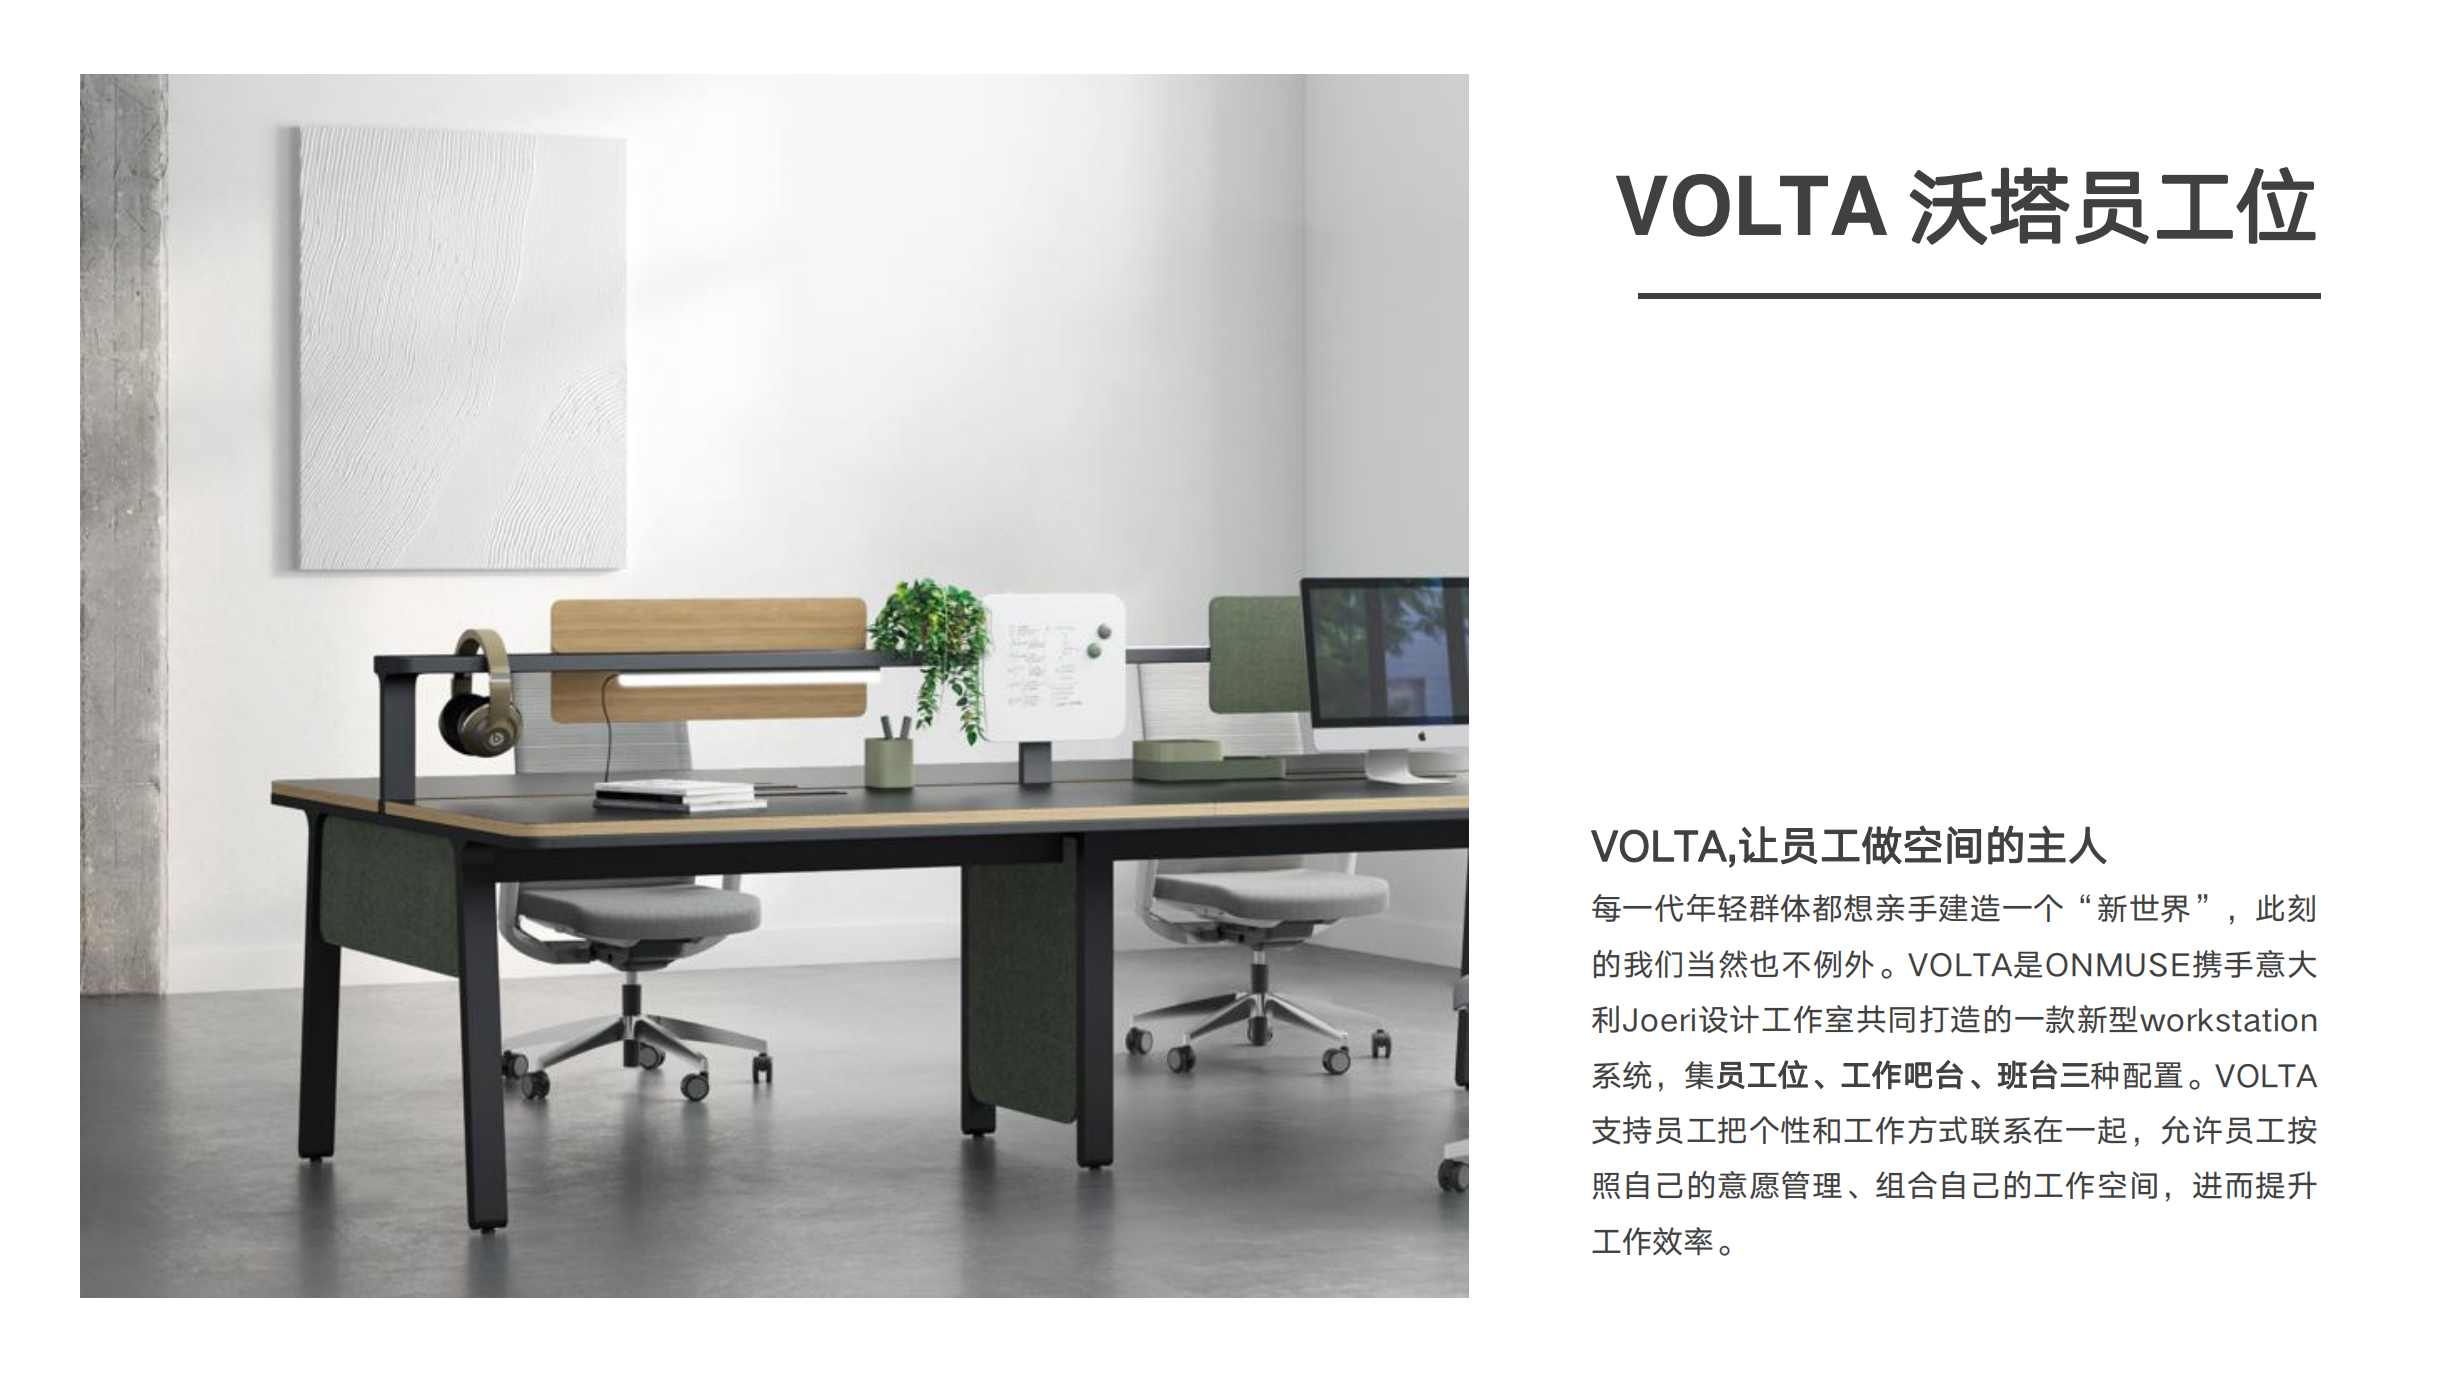 VOLTA 沃塔员工位
VOLTA,让员工做空间的主人
每一代年轻群体都想亲手建造一个“新世界”，此刻
的我们当然也不例外。VOLTA是ONMUSE携手意大
利Joeri设计工作室共同打造的一款新型workstation
系统，集员工位、工作吧台、班台三种配置。VOLTA
支持员工把个性和工作方式联系在一起，允许员工按
照自己的意愿管理、组合自己的工作空间，进而提升
工作效率。